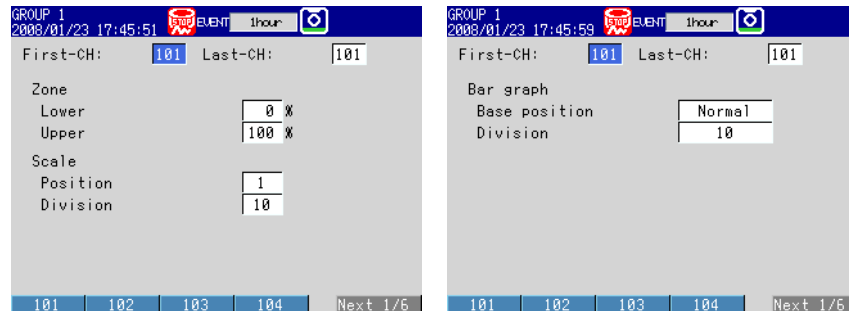 GROUP 1
2008/01/23 17:45:51 STOP EVENT 1hour
First-CH: 101 Last-CH: 101
Zone
Lower 0 %
Upper 100 %
Scale
Position 1
Division 10
101 102 103 104 Next 1/6
GROUP 1
2008/01/23 17:45:59 STOP EVENT 1hour
First-CH: 101 Last-CH: 101
Bar graph
Base position Normal
Division 10
101 102 103 104 Next 1/6